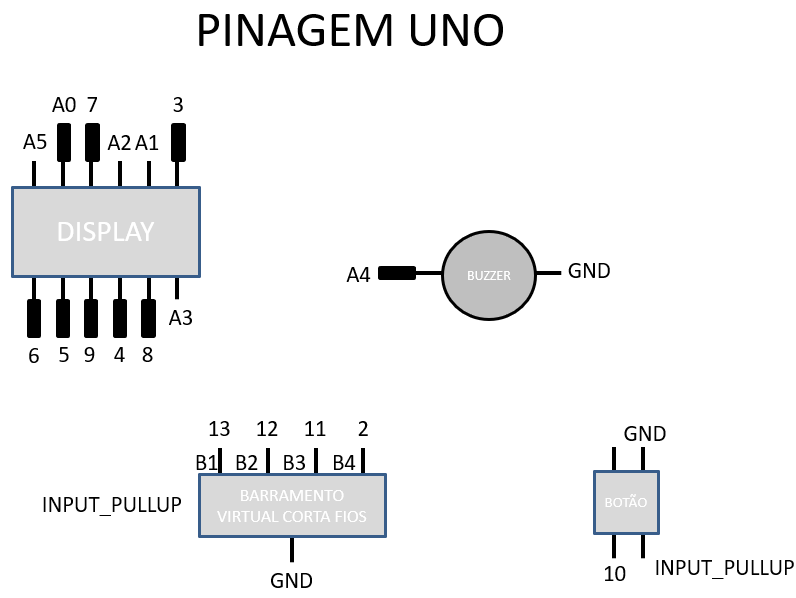 PINAGEM UNO
A0 7 3
A5 A2 A1
DISPLAY
A3
6 5 9 4 8
A4 BUZZER GND
13 12 11 2
B1 B2 B3 B4
INPUT_PULLUP
BARRAMENTO
VIRTUAL CORTA FIOS
GND
GND
BOTÃO
10 INPUT_PULLUP